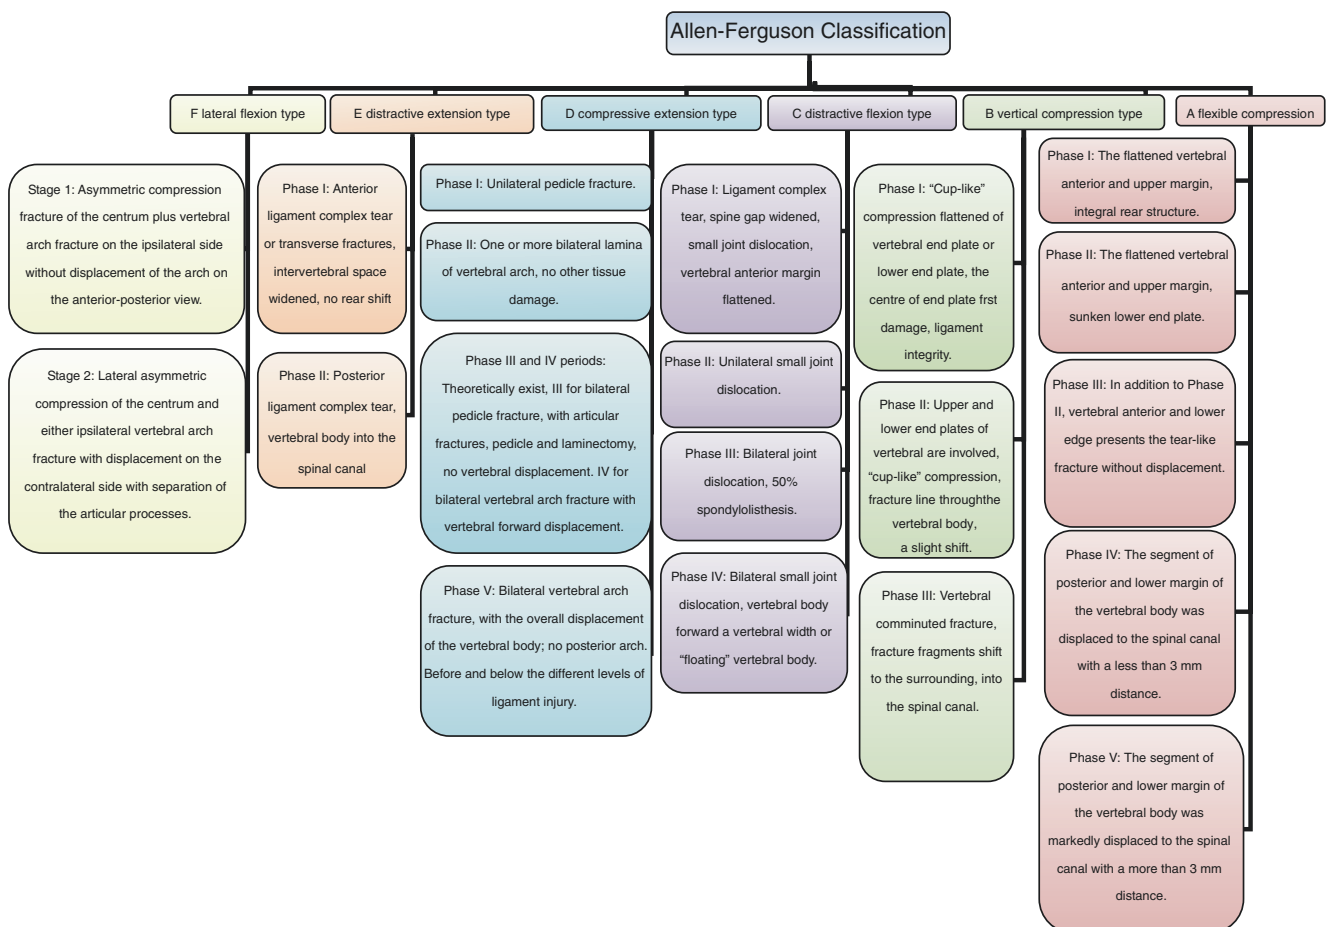 Allen-Ferguson Classification
F lateral flexion type
E distractive extension type
D compressive extension type
C distractive flexion type
B vertical compression type
A flexible compression
Stage 1: Asymmetric compression
fracture of the centrum plus vertebral
arch fracture on the ipsilateral side
without displacement of the arch on
the anterior-posterior view.
Stage 2: Lateral asymmetric
compression of the centrum and
either ipsilateral vertebral arch
fracture with displacement on the
contralateral side with separation of
the articular processes.
Phase I: Anterior
ligament complex tear
or transverse fractures,
intervertebral space
widened, no rear shift
Phase II: Posterior
ligament complex tear,
vertebral body into the
spinal canal
Phase I: Unilateral pedicle fracture.
Phase II: One or more bilateral lamina
of vertebral arch, no other tissue
damage.
Phase III and IV periods:
Theoretically exist, III for bilateral
pedicle fracture, with articular
fractures, pedicle and laminectomy,
no vertebral displacement. IV for
bilateral vertebral arch fracture with
vertebral forward displacement.
Phase V: Bilateral vertebral arch
fracture, with the overall displacement
of the vertebral body; no posterior arch.
Before and below the different levels of
ligament injury.
Phase I: Ligament complex
tear, spine gap widened,
small joint dislocation,
vertebral anterior margin
flattened.
Phase II: Unilateral small joint
dislocation.
Phase III: Bilateral joint
dislocation, 50%
spondylolisthesis.
Phase IV: Bilateral small joint
dislocation, vertebral body
forward a vertebral width or
“floating” vertebral body.
Phase I: “Cup-like”
compression flattened of
vertebral end plate or
lower end plate, the
centre of end plate frst
damage, ligament
integrity.
Phase II: Upper and
lower end plates of
vertebral are involved,
“cup-like” compression,
fracture line throughthe
vertebral body,
a slight shift.
Phase III: Vertebral
comminuted fracture,
fracture fragments shift
to the surrounding, into
the spinal canal.
Phase I: The flattened vertebral
anterior and upper margin,
integral rear structure.
Phase II: The flattened vertebral
anterior and upper margin,
sunken lower end plate.
Phase III: In addition to Phase
II, vertebral anterior and lower
edge presents the tear-like
fracture without displacement.
Phase IV: The segment of
posterior and lower margin of
the vertebral body was
displaced to the spinal canal
with a less than 3 mm
distance.
Phase V: The segment of
posterior and lower margin of
the vertebral body was
markedly displaced to the spinal
canal with a more than 3 mm
distance.